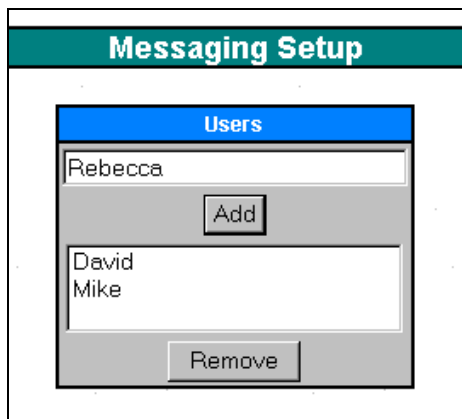 Messaging Setup
Users
Rebecca
Add
David
Mike
Remove